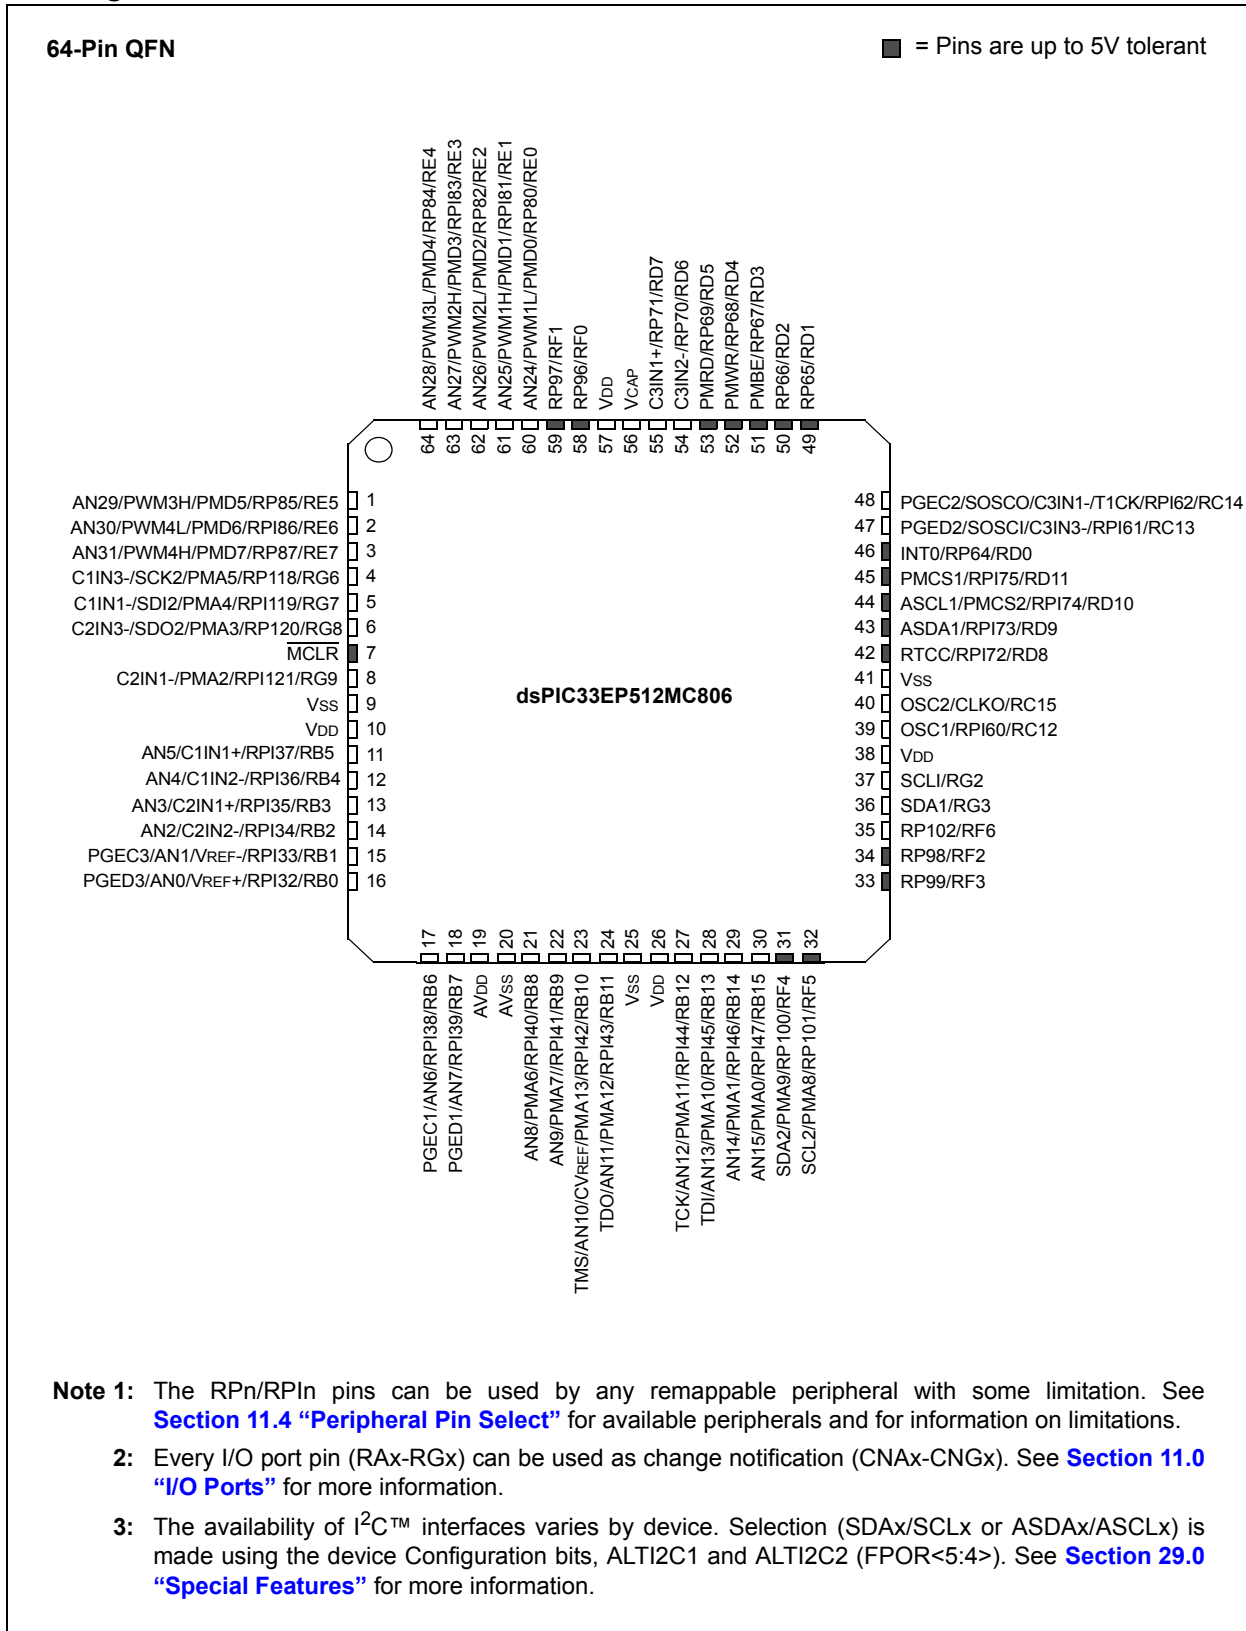 64-Pin QFN
= Pins are up to 5V tolerant
AN28/PWM3L/PMD4/RP84/RE4
AN27/PWM2H/PMD3/RPI83/RE3
AN26/PWM2L/PMD2/RP82/RE2
AN25/PWM1H/PMD1/RPI81/RE1
AN24/PWM1L/PMD0/RP80/RE0
RP97/RF1
RP96/RF0
VDD
VCAP
C3IN1+/RP71/RD7
C3IN2-/RP70/RD6
PMRD/RP69/RD5
PMWR/RP68/RD4
PMBE/RP67/RD3
RP66/RD2
RP65/RD1
64 63 62 61 60 59 58 57 56 55 54 53 52 51 50 49
AN29/PWM3H/PMD5/RP85/RE5 1
AN30/PWM4L/PMD6/RPI86/RE6 2
AN31/PWM4H/PMD7/RP87/RE7 3
C1IN3-/SCK2/PMA5/RP118/RG6 4
C1IN1-/SDI2/PMA4/RPI119/RG7 5
C2IN3-/SDO2/PMA3/RP120/RG8 6
MCLR 7
C2IN1-/PMA2/RPI121/RG9 8
VSS 9
VDD 10
AN5/C1IN1+/RPI37/RB5 11
AN4/C1IN2-/RPI36/RB4 12
AN3/C2IN1+/RPI35/RB3 13
AN2/C2IN2-/RPI34/RB2 14
PGEC3/AN1/VREF-/RPI33/RB1 15
PGED3/AN0/VREF+/RPI32/RB0 16
dsPIC33EP512MC806
48 PGEC2/SOSCO/C3IN1-/T1CK/RPI62/RC14
47 PGED2/SOSCI/C3IN3-/RPI61/RC13
46 INT0/RP64/RD0
45 PMCS1/RPI75/RD11
44 ASCL1/PMCS2/RPI74/RD10
43 ASDA1/RPI73/RD9
42 RTCC/RPI72/RD8
41 VSS
40 OSC2/CLKO/RC15
39 OSC1/RPI60/RC12
38 VDD
37 SCLI/RG2
36 SDA1/RG3
35 RP102/RF6
34 RP98/RF2
33 RP99/RF3
17 18 19 20 21 22 23 24 25 26 27 28 29 30 31 32
PGEC1/AN6/RPI38/RB6
PGED1/AN7/RPI39/RB7
AVDD
AVSS
AN8/PMA6/RPI40/RB8
AN9/PMA7//RPI41/RB9
TMS/AN10/CVREF/PMA13/RPI42/RB10
TDO/AN11/PMA12/RPI43/RB11
VSS
VDD
TCK/AN12/PMA11/RPI44/RB12
TDI/AN13/PMA10/RPI45/RB13
AN14/PMA1/RPI46/RB14
AN15/PMA0/RPI47/RB15
SDA2/PMA9/RP100/RF4
SCL2/PMA8/RP101/RF5
Note 1: The RPn/RPIn pins can be used by any remappable peripheral with some limitation. See
Section 11.4 “Peripheral Pin Select” for available peripherals and for information on limitations.
2: Every I/O port pin (RAx-RGx) can be used as change notification (CNAx-CNGx). See Section 11.0
“I/O Ports” for more information.
3: The availability of I2C™ interfaces varies by device. Selection (SDAx/SCLx or ASDAx/ASCLx) is
made using the device Configuration bits, ALTI2C1 and ALTI2C2 (FPOR<5:4>). See Section 29.0
“Special Features” for more information.